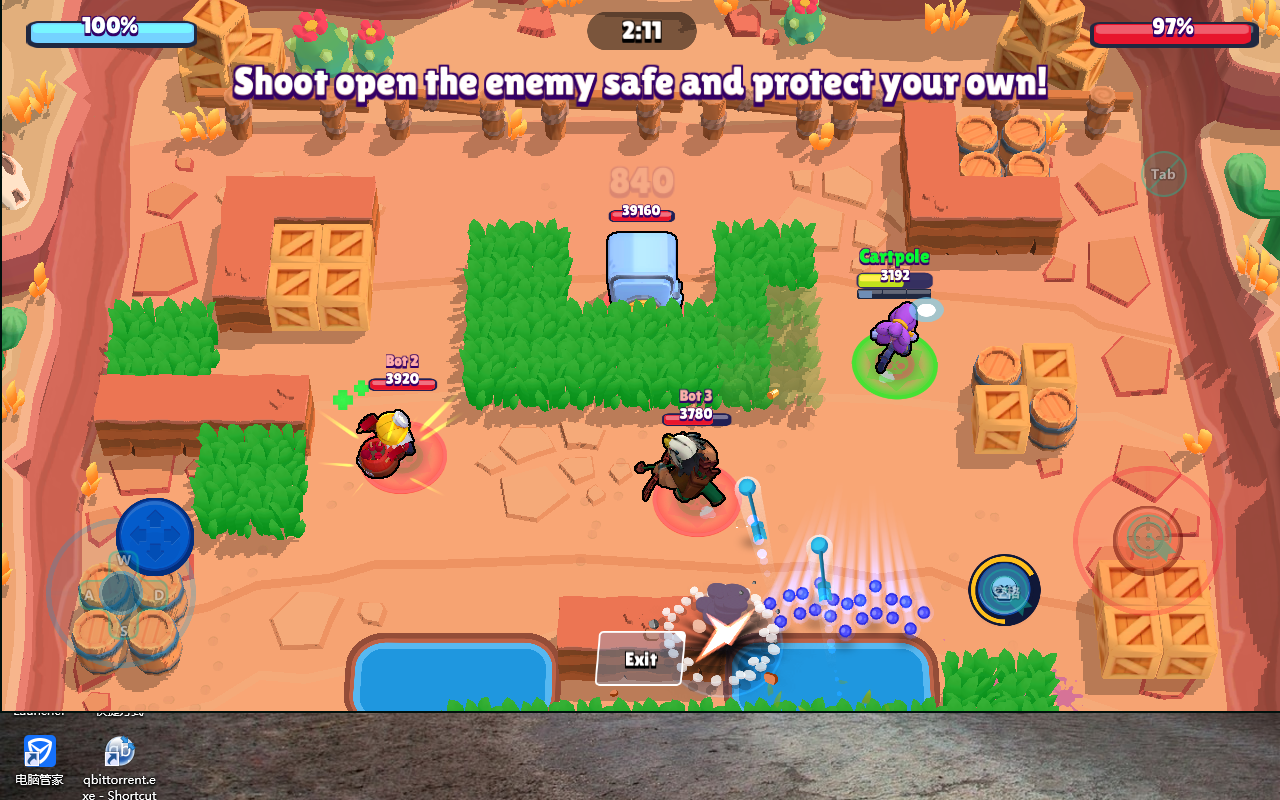 100%
2:11
97%
Shoot open the enemy safe and protect your own!
840
39160
Tab
Cartpole
3192
Bot 2
3920
Bot 3
3780
W
A
D
S
Exit
电脑管家
qbittorrent.e
xe - Shortcut